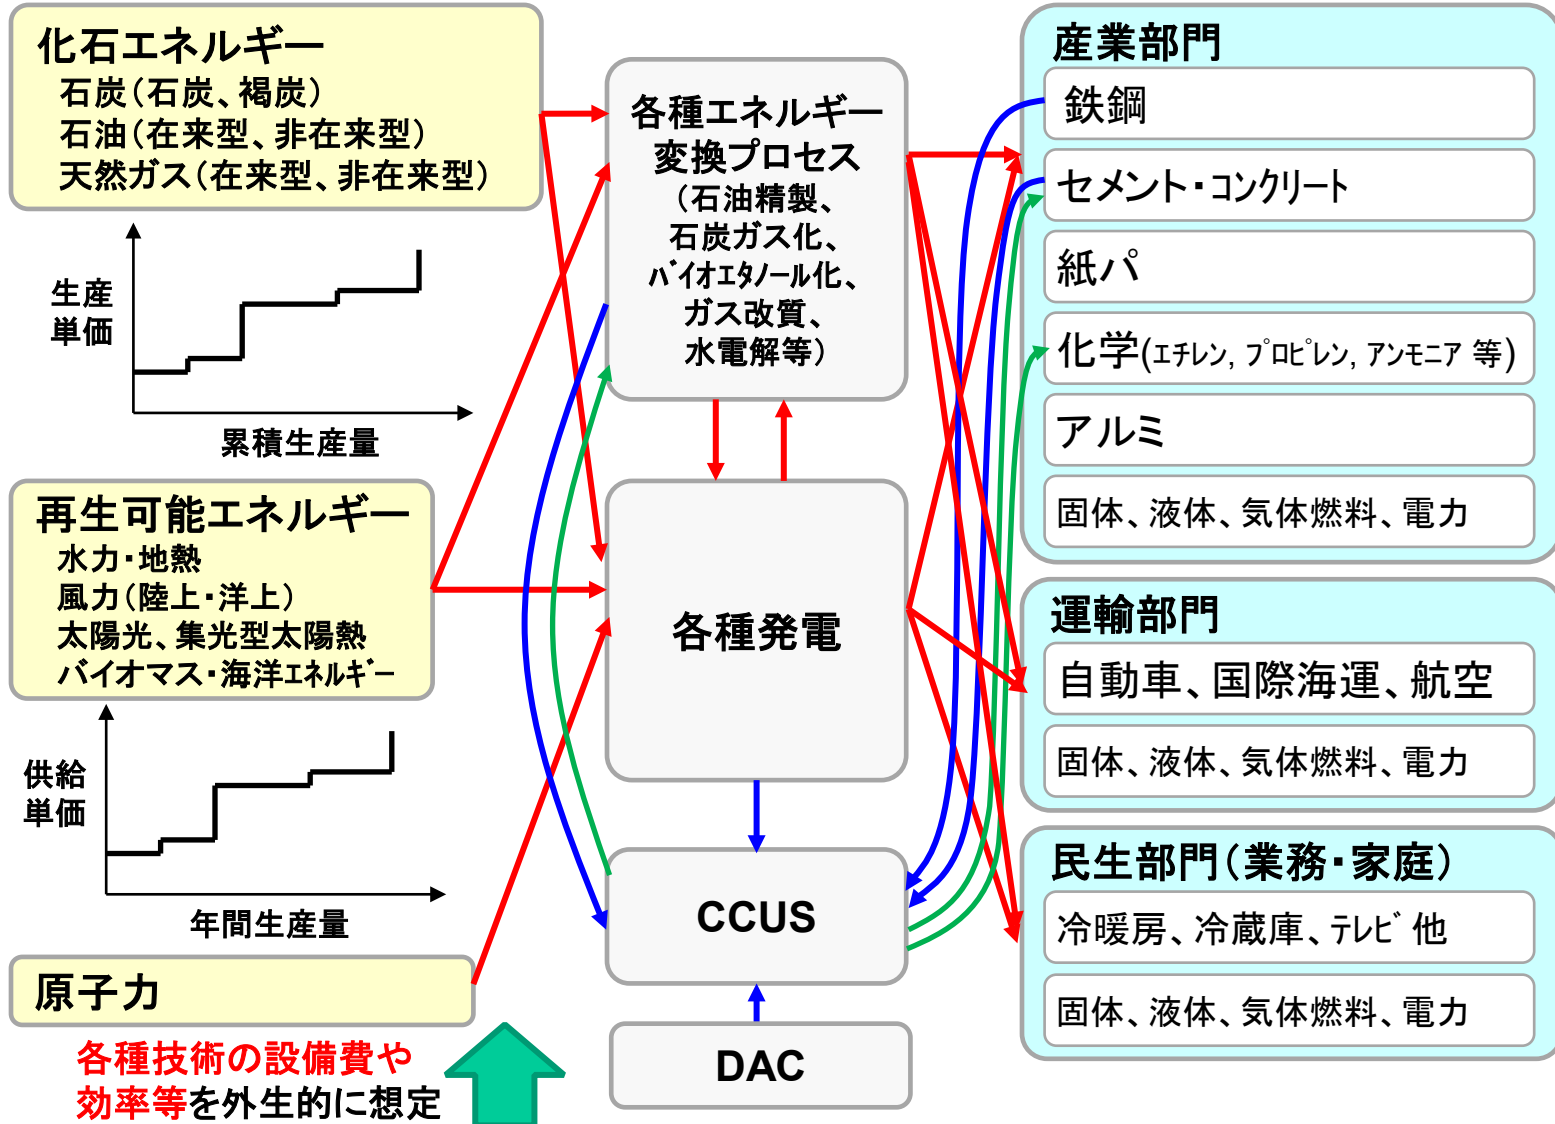 化石エネルギー
石炭(石炭、褐炭)
石油(在来型、非在来型)
天然ガス(在来型、非在来型)
生産
単価
累積生産量
再生可能エネルギー
水力・地熱
風力(陸上・洋上)
太陽光、集光型太陽熱
バイオマス・海洋ｴﾈﾙｷﾞｰ
供給
単価
年間生産量
原子力
各種技術の設備費や
効率等を外生的に想定
各種エネルギー
変換プロセス
(石油精製、
石炭ガス化、
ﾊﾞｲｵｴﾀﾉｰﾙ化、
ガス改質、
水電解等)
各種発電
CCUS
DAC
産業部門
鉄鋼
セメント・ｺﾝｸﾘｰﾄ
紙パ
化学(ｴﾁﾚﾝ, ﾌﾟﾛﾋﾟﾚﾝ, ｱﾝﾓﾆｱ 等)
アルミ
固体、液体、気体燃料、電力
運輸部門
自動車、国際海運、航空
固体、液体、気体燃料、電力
民生部門(業務・家庭)
冷暖房、冷蔵庫、ﾃﾚﾋﾞ 他
固体、液体、気体燃料、電力